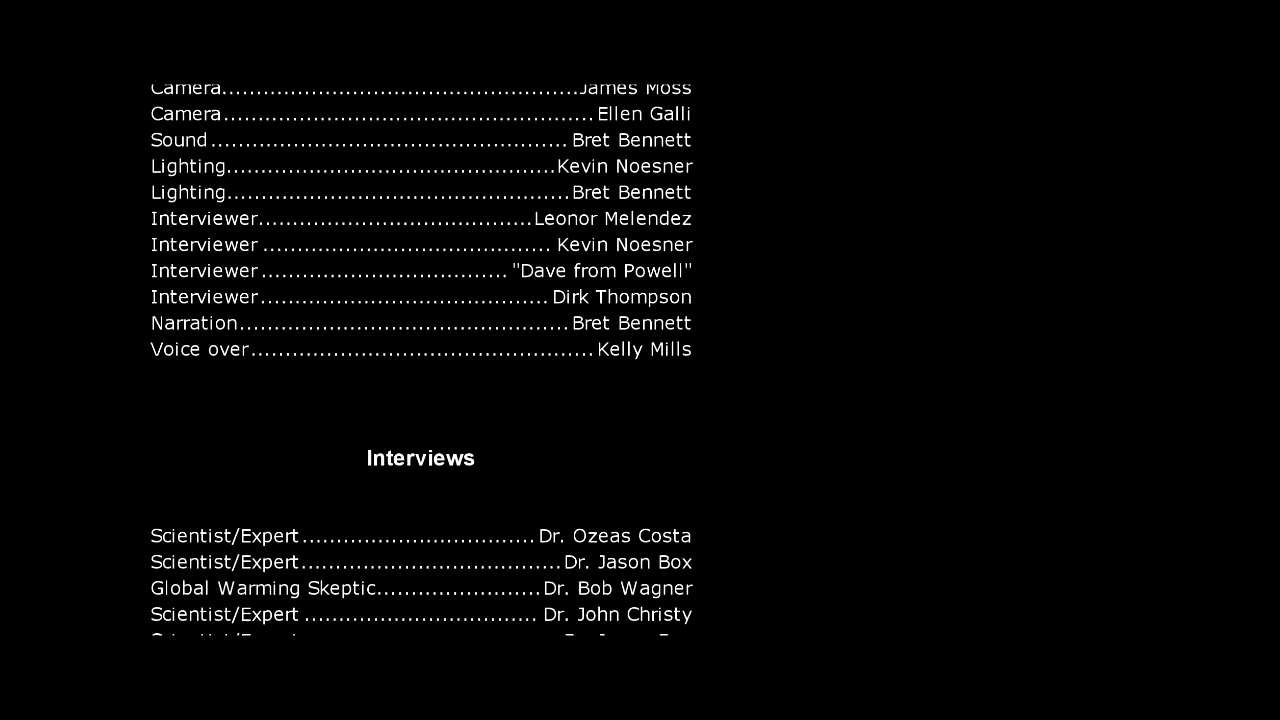 Camera......................................................James Moss
Camera........................................................Ellen Galli
Sound......................................................Bret Bennett
Lighting.................................................Kevin Noesner
Lighting...................................................Bret Bennett
Interviewer.........................................Leonor Melendez
Interviewer...........................................Kevin Noesner
Interviewer....................................."Dave from Powell"
Interviewer...........................................Dirk Thompson
Narration.................................................Bret Bennett
Voice over...................................................Kelly Mills
Interviews
Scientist/Expert...................................Dr. Ozeas Costa
Scientist/Expert.......................................Dr. Jason Box
Global Warming Skeptic........................Dr. Bob Wagner
Scientist/Expert...................................Dr. John Christy